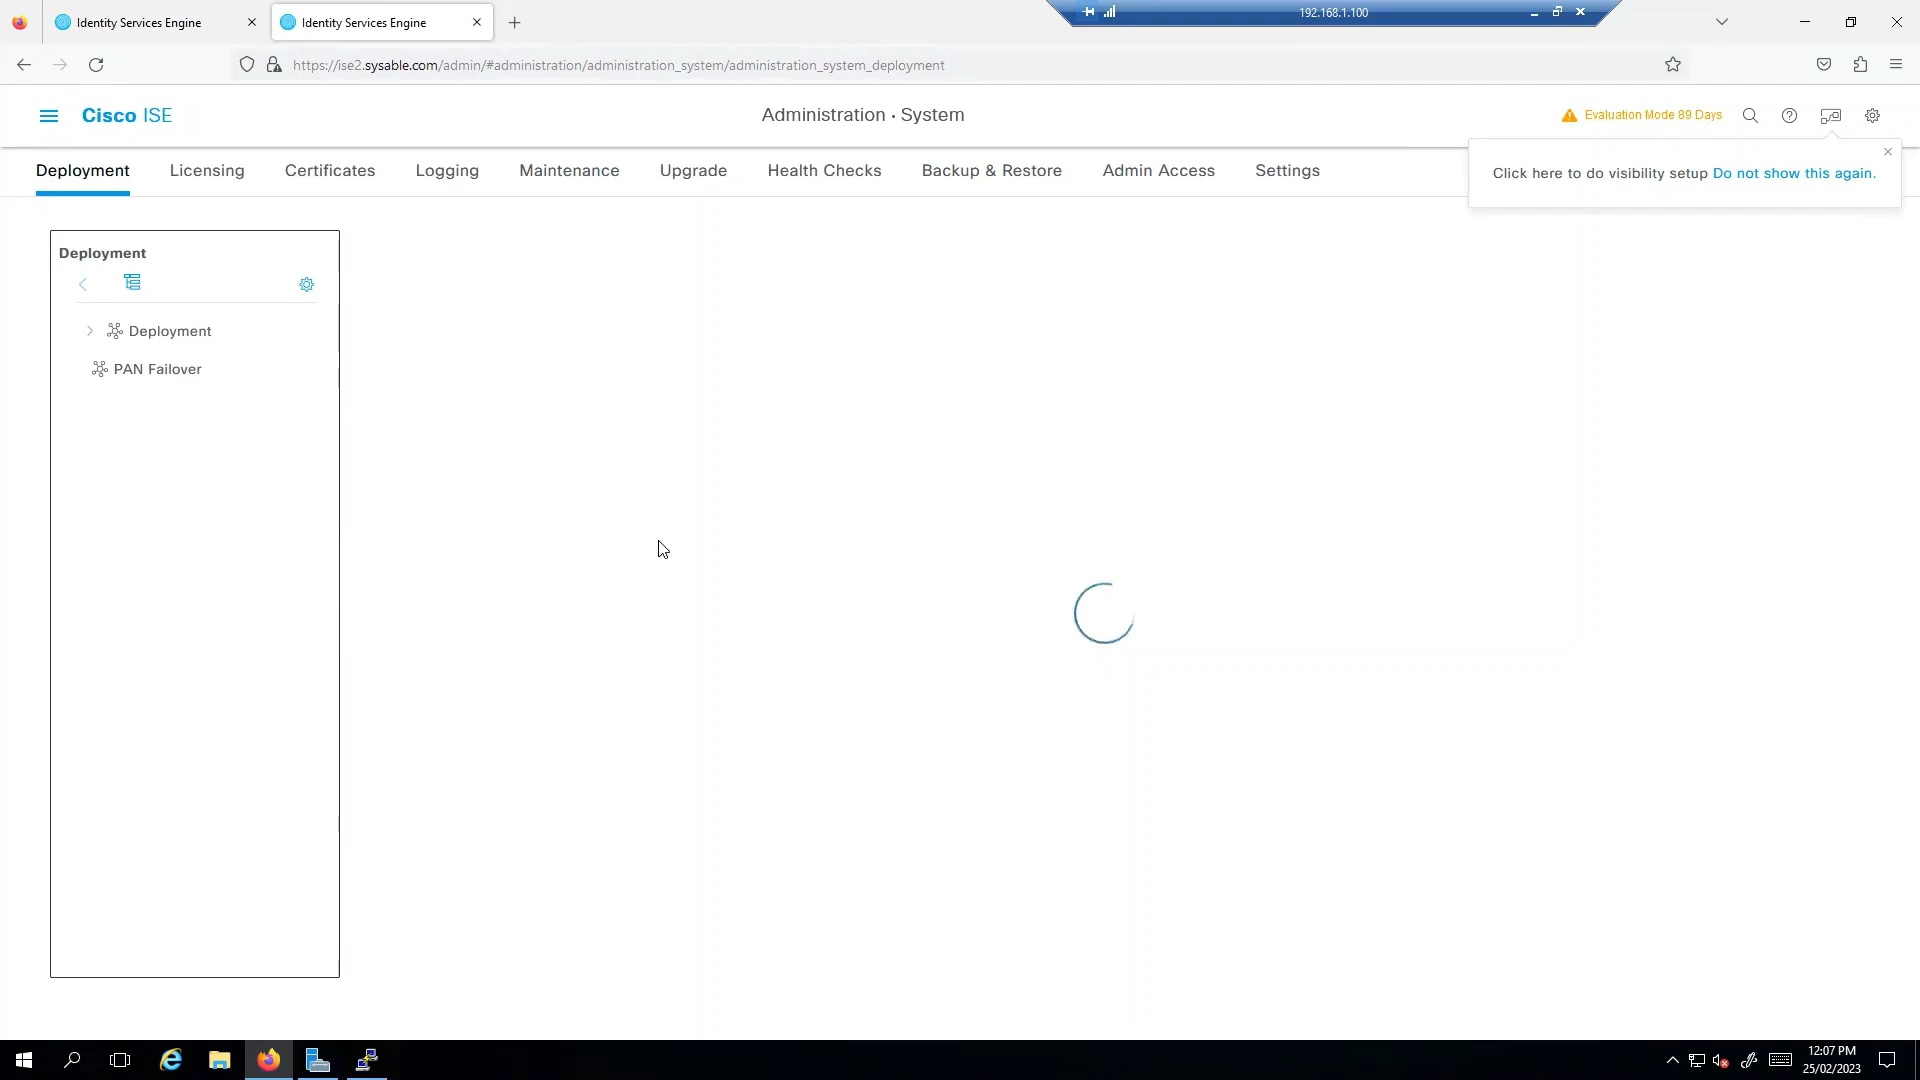 Identity Services Engine
Identity Services Engine
192.168.1.100
https://ise2.sysable.com/admin/#administration/administration_system/administration_system_deployment
Cisco ISE
Administration · System
Evaluation Mode 89 Days
Deployment
Licensing
Certificates
Logging
Maintenance
Upgrade
Health Checks
Backup & Restore
Admin Access
Settings
Click here to do visibility setup Do not show this again.
Deployment
Deployment
PAN Failover
12:07 PM
25/02/2023